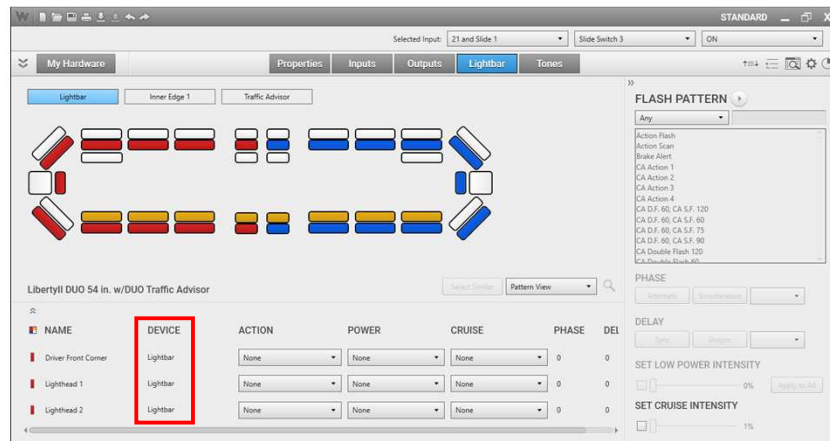 W STANDARD
Selected Input: 21 and Slide 1 Slide Switch 3 ON
My Hardware Properties Inputs Outputs Lightbar Tones
Lightbar Inner Edge 1 Traffic Advisor
LibertyII DUO 54 in. w/DUO Traffic Advisor Select Similar Pattern View
NAME DEVICE ACTION POWER CRUISE PHASE DEL
Driver Front Corner Lightbar None None None 0 0
Lighthead 1 Lightbar None None None 0 0
Lighthead 2 Lightbar None None None 0 0
FLASH PATTERN
Any
Action Flash
Action Scan
Brake Alert
CA Action 1
CA Action 2
CA Action 3
CA Action 4
CA D.F. 60; CA S.F. 120
CA D.F. 60, CA S.F. 60
CA D.F. 60, CA S.F. 75
CA D.F. 60, CA S.F. 90
CA Double Flash 120
CA Double Flash 60
PHASE
Alternate Simultaneous
DELAY
Sync
SET LOW POWER INTENSITY
0% Apply to All
SET CRUISE INTENSITY
1%